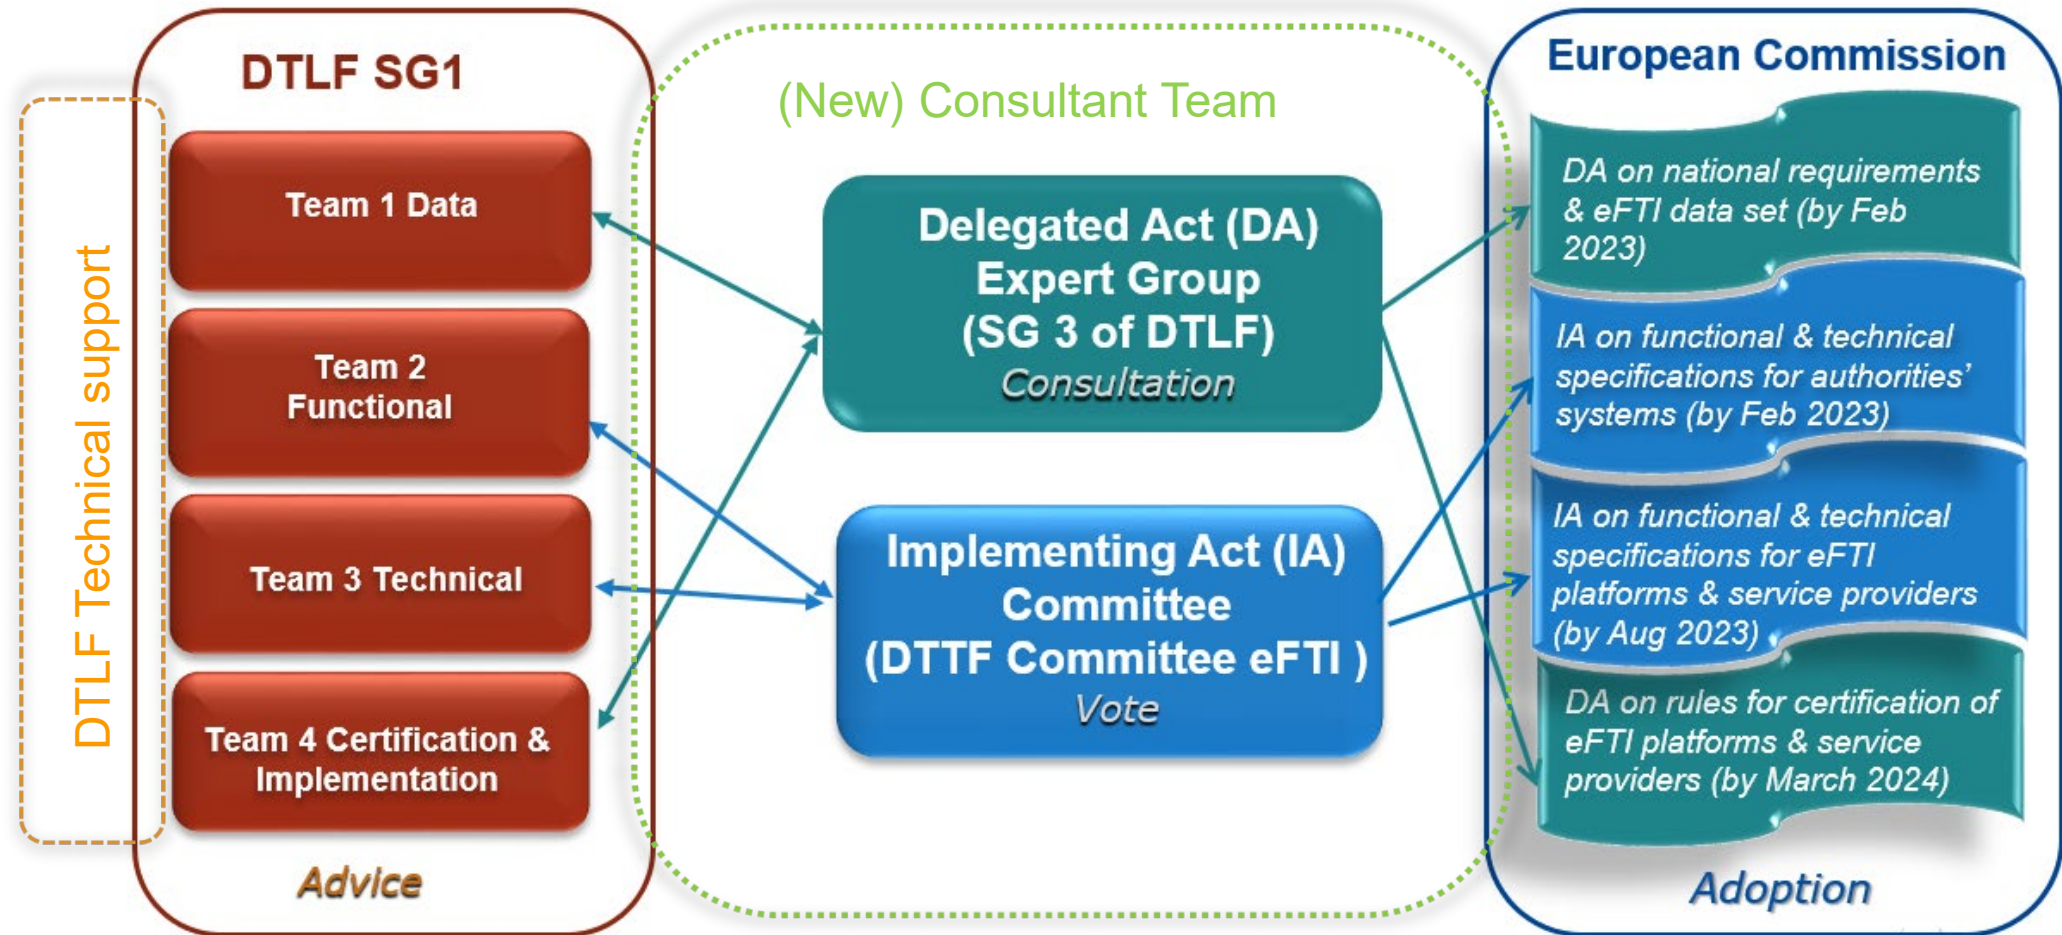 DTLF Technical support
DTLF SG1
Team 1 Data
Team 2
Functional
Team 3 Technical
Team 4 Certification &
Implementation
Advice
(New) Consultant Team
Delegated Act (DA)
Expert Group
(SG 3 of DTLF)
Consultation
Implementing Act (IA)
Committee
(DTTF Committee eFTI )
Vote
European Commission
DA on national requirements
& eFTI data set (by Feb
2023)
IA on functional & technical
specifications for authorities’
systems (by Feb 2023)
IA on functional & technical
specifications for eFTI
platforms & service providers
(by Aug 2023)
DA on rules for certification of
eFTI platforms & service
providers (by March 2024)
Adoption